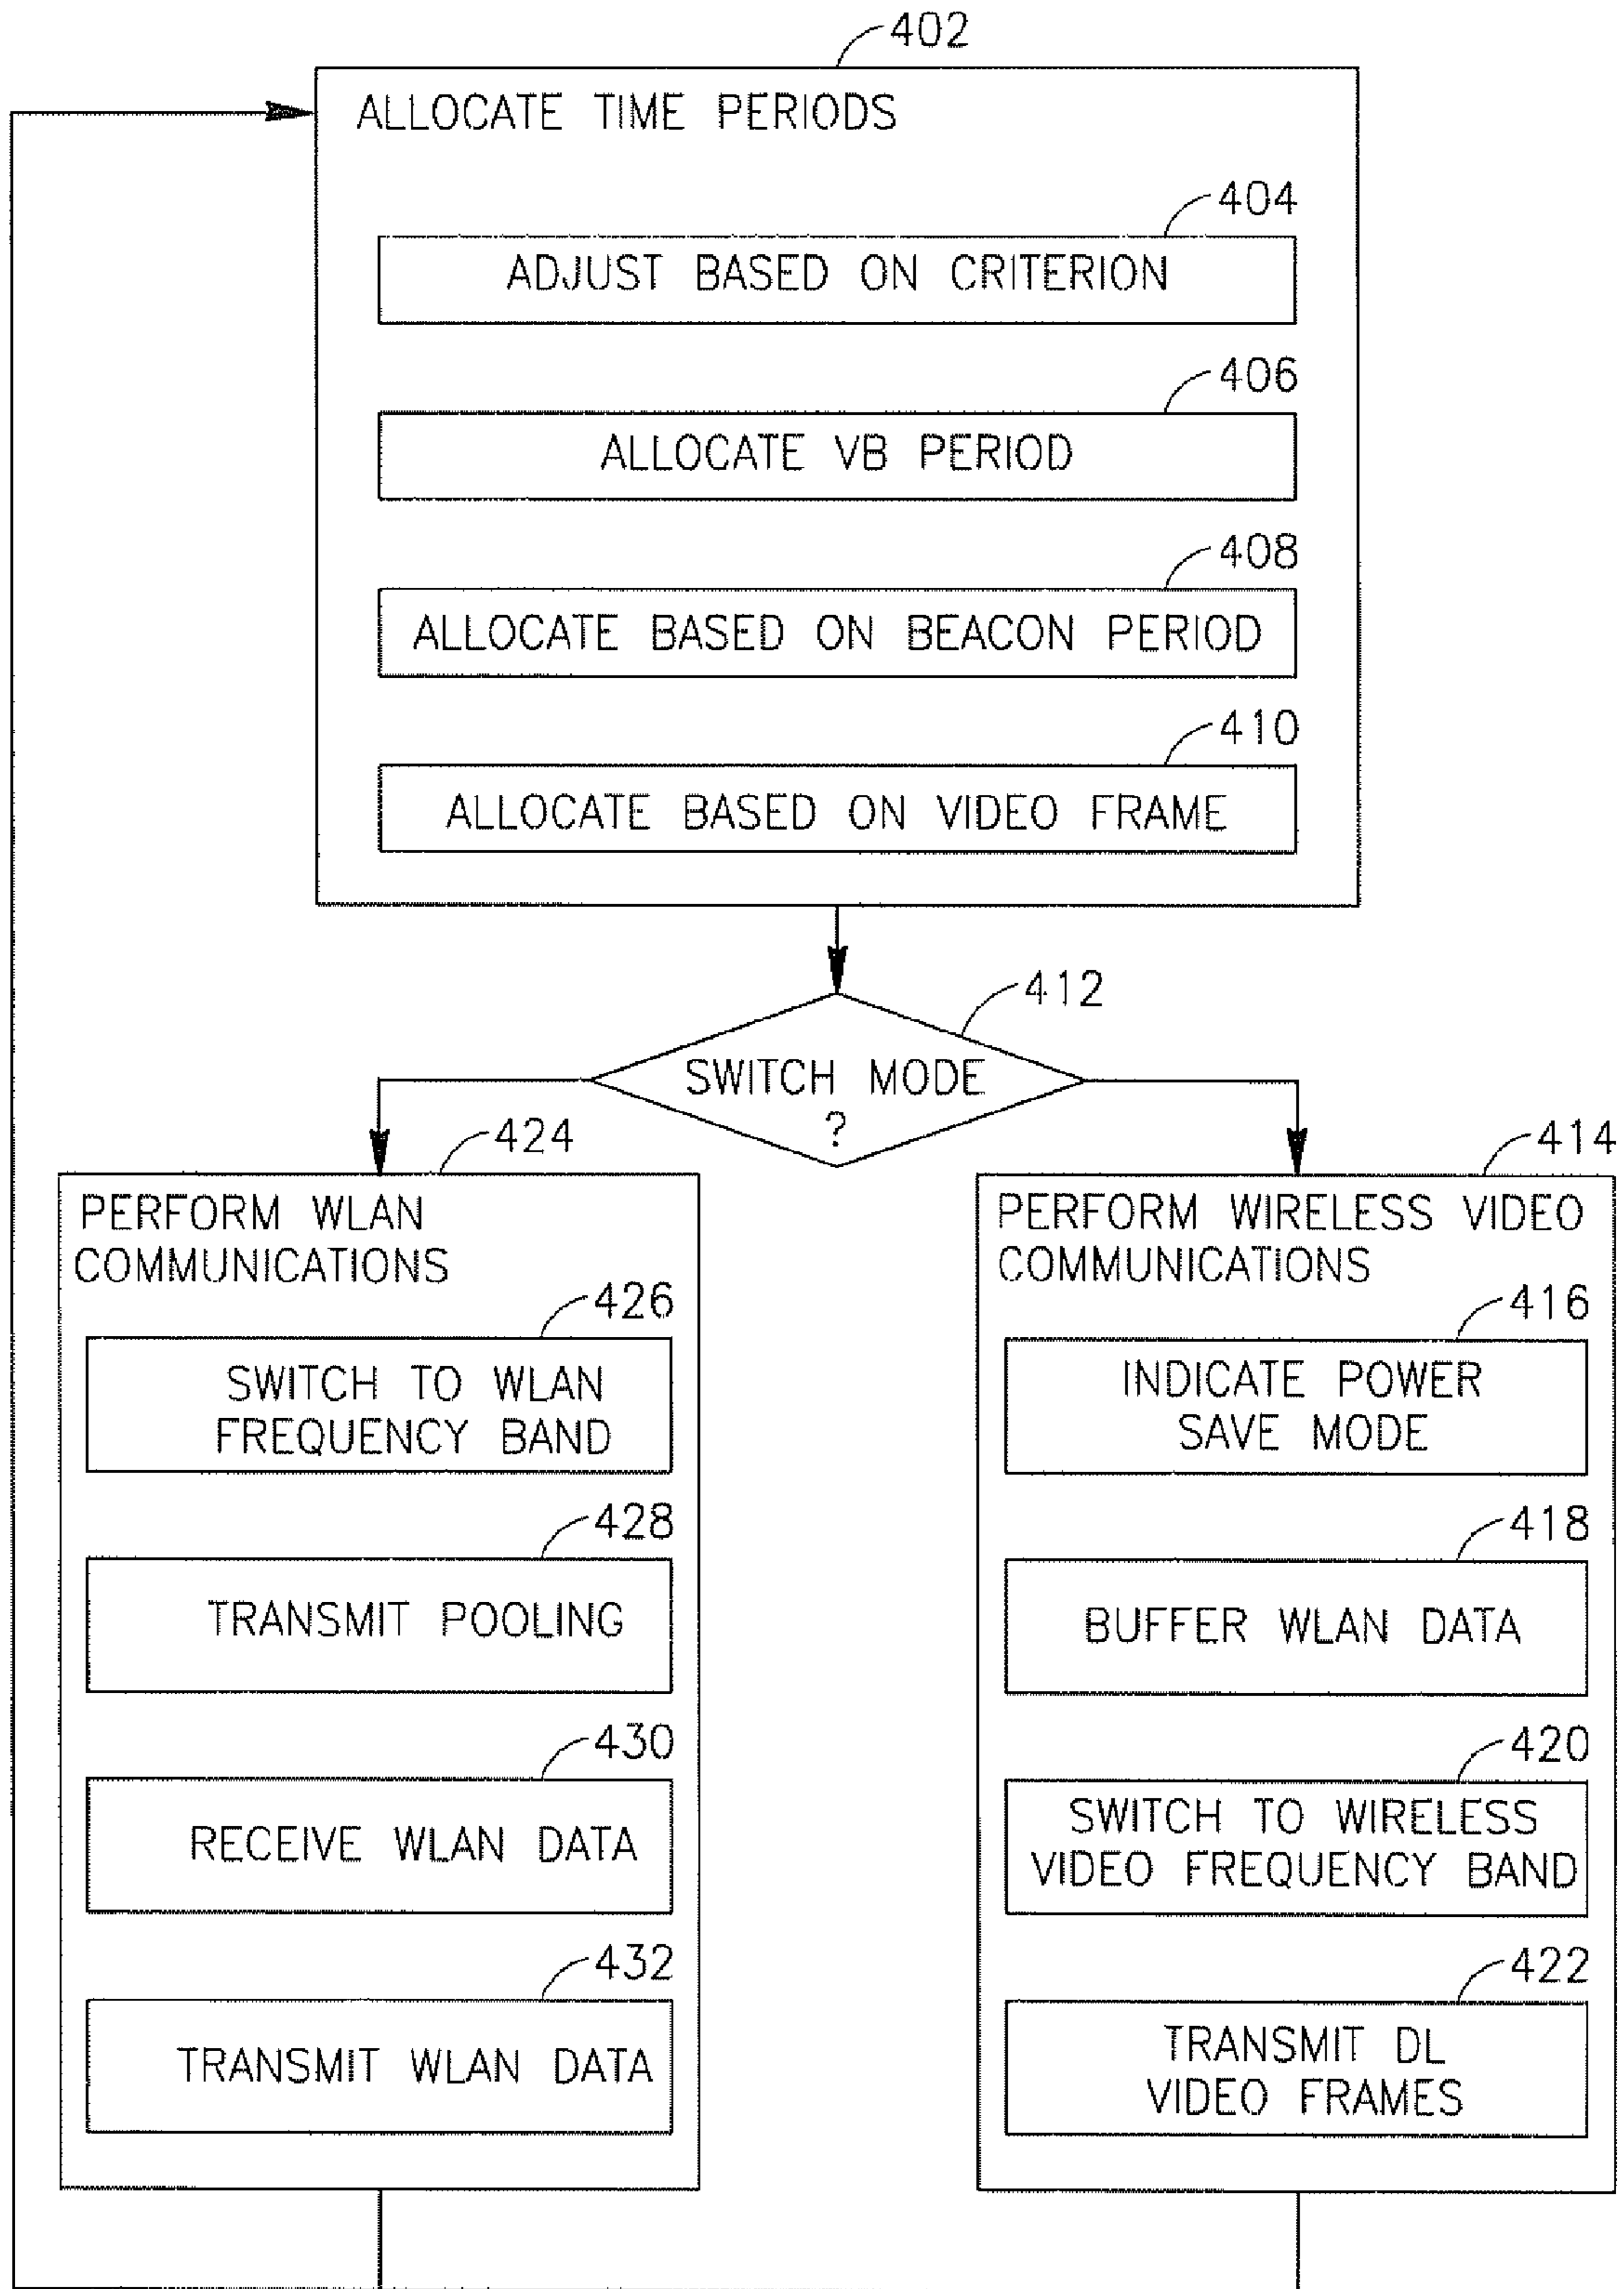 402
ALLOCATE TIME PERIODS
404
ADJUST BASED ON CRITERION
406
ALLOCATE VB PERIOD
408
ALLOCATE BASED ON BEACON PERIOD
410
ALLOCATE BASED ON VIDEO FRAME
412
SWITCH MODE
?
424
PERFORM WLAN
COMMUNICATIONS
426
SWITCH TO WLAN
FREQUENCY BAND
428
TRANSMIT POOLING
430
RECEIVE WLAN DATA
432
TRANSMIT WLAN DATA
414
PERFORM WIRELESS VIDEO
COMMUNICATIONS
416
INDICATE POWER
SAVE MODE
418
BUFFER WLAN DATA
420
SWITCH TO WIRELESS
VIDEO FREQUENCY BAND
422
TRANSMIT DL
VIDEO FRAMES